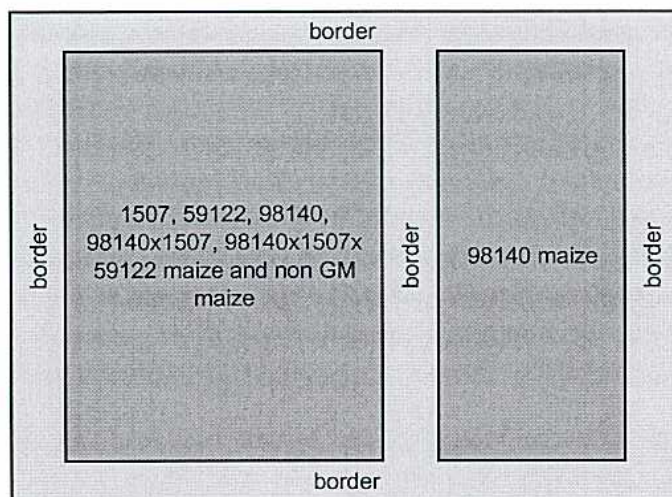 border
1507, 59122, 98140,
98140x1507, 98140x1507x
59122 maize and non GM
maize
98140 maize
border
border
border
border